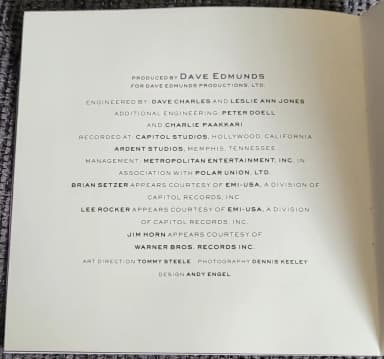 PRODUCED BY DAVE EDMUNDS
FOR DAVE EDMUNDS PRODUCTIONS, LTD.
ENGINEERED BY: DAVE CHARLES AND LESLIE ANN JONES
ADDITIONAL ENGINEERING: PETER DOELL
AND CHARLIE PAAKKARI
RECORDED AT: CAPITOL STUDIOS, HOLLYWOOD, CALIFORNIA
ARDENT STUDIOS, MEMPHIS, TENNESSEE
MANAGEMENT: METROPOLITAN ENTERTAINMENT, INC. IN
ASSOCIATION WITH POLAR UNION, LTD.
BRIAN SETZER APPEARS COURTESY OF EMI-USA, A DIVISION OF
CAPITOL RECORDS, INC.
LEE ROCKER APPEARS COURTESY OF EMI-USA, A DIVISION
OF CAPITOL RECORDS, INC.
JIM HORN APPEARS COURTESY OF
WARNER BROS. RECORDS INC.
ART DIRECTION TOMMY STEELE PHOTOGRAPHY DENNIS KEELEY
DESIGN ANDY ENGEL